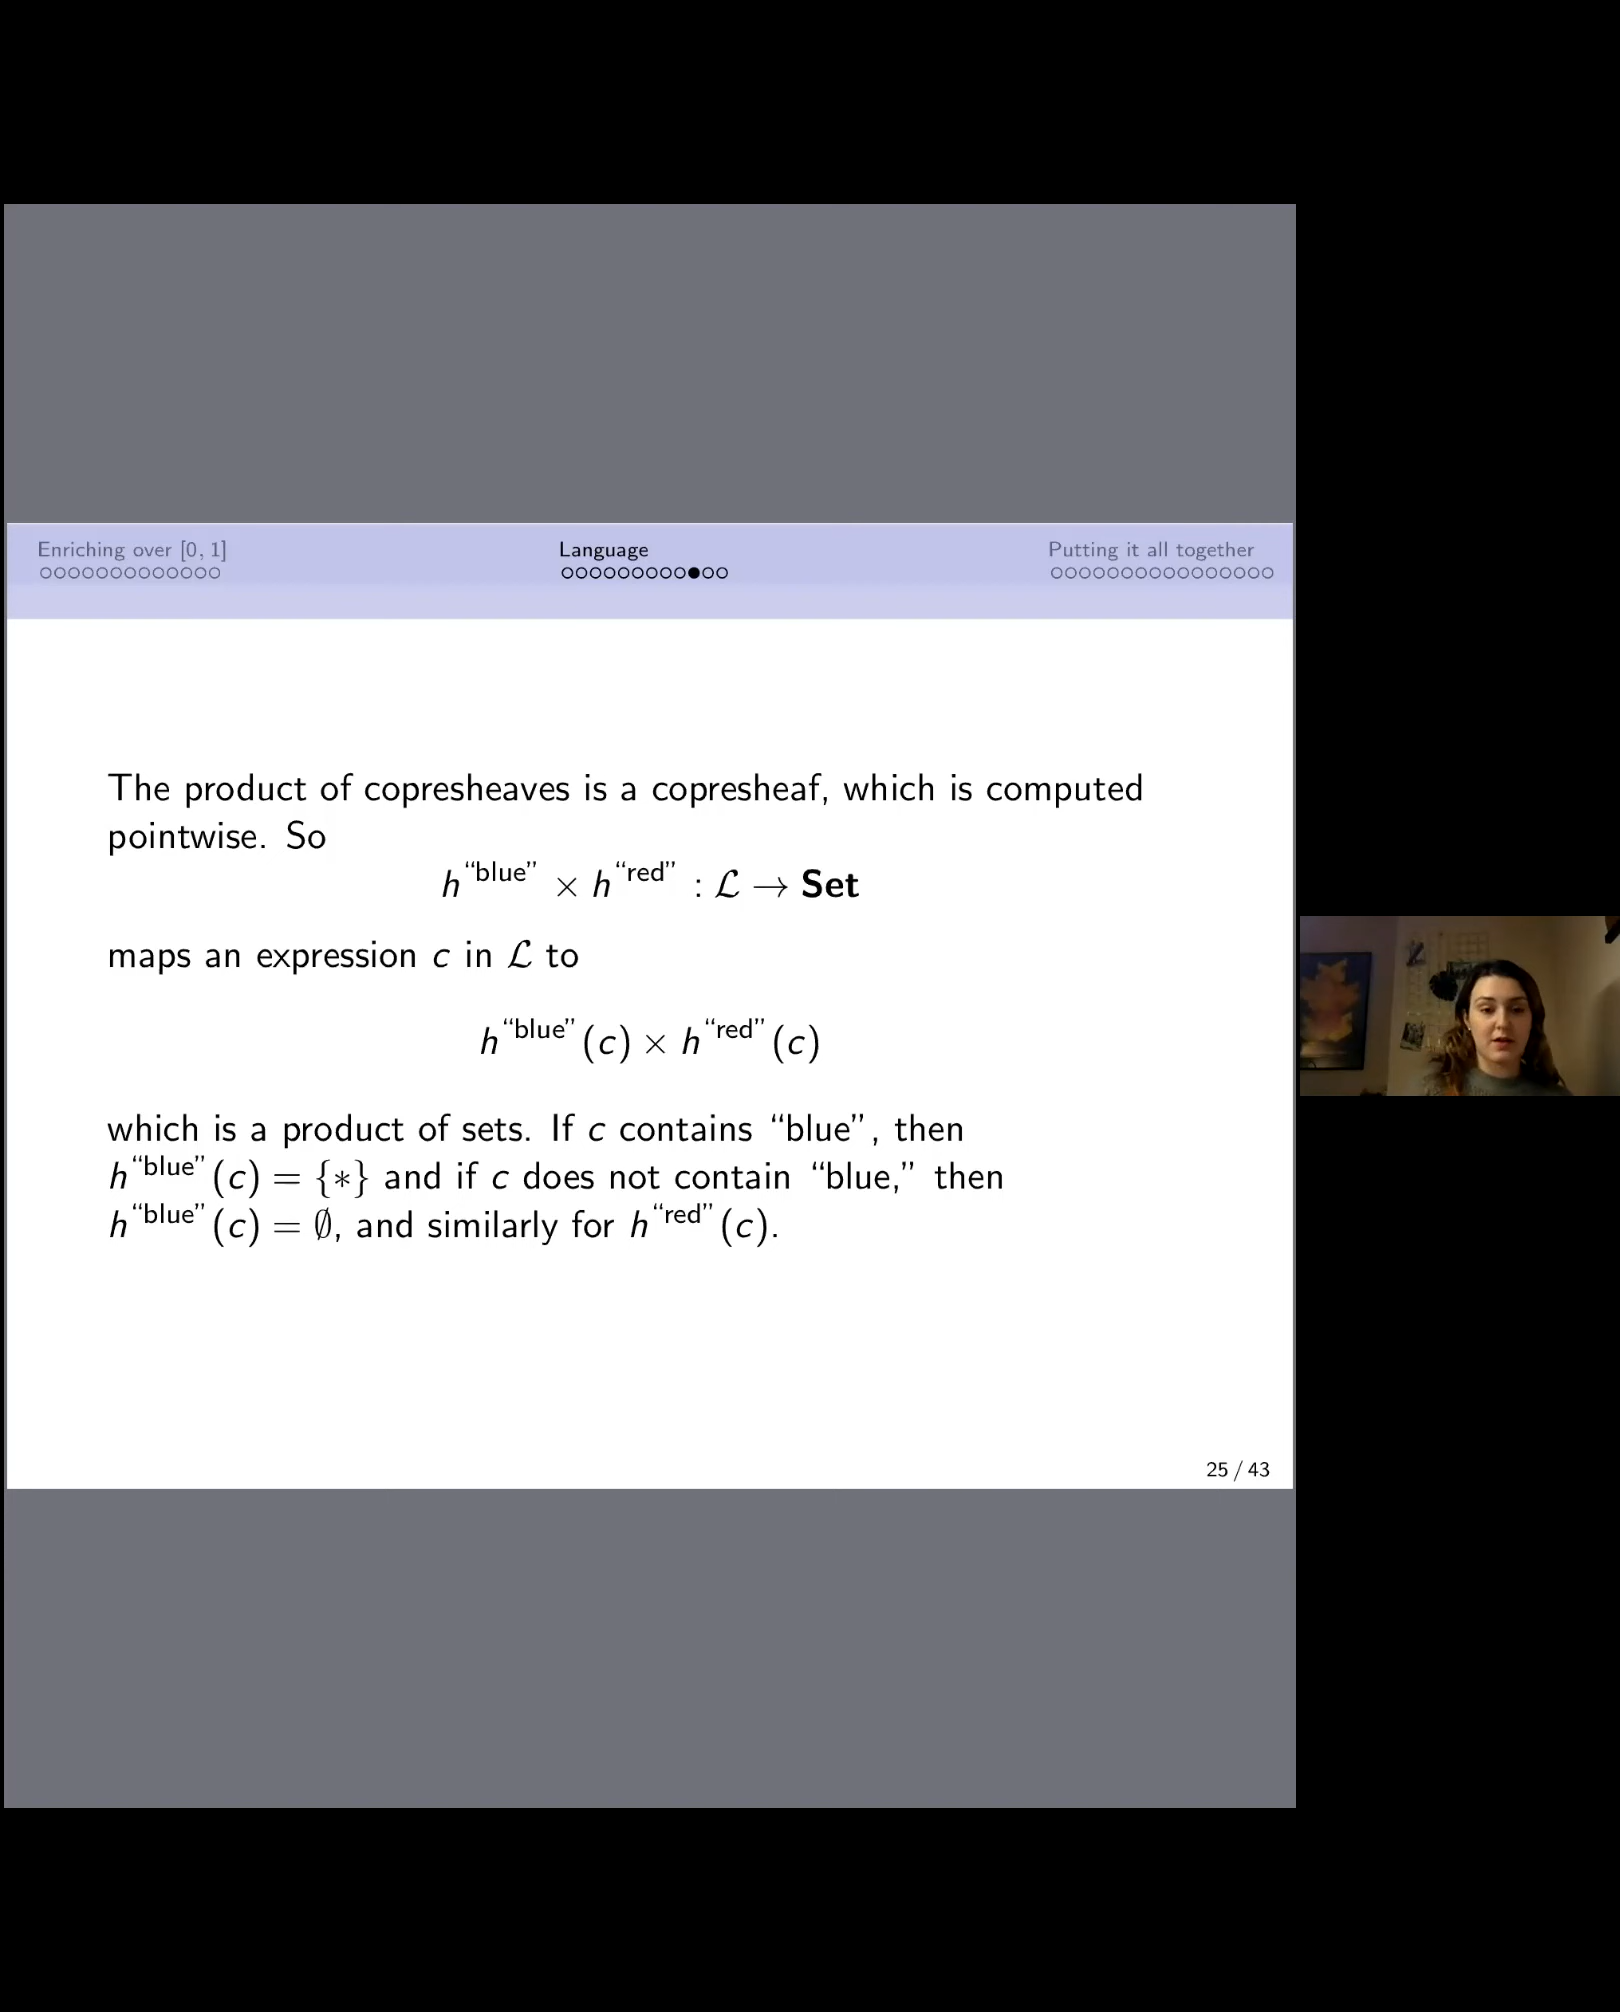 Enriching over [0, 1]
Language
Putting it all together
The product of copresheaves is a copresheaf, which is computed
pointwise. So
h^“blue” × h^“red” : ℒ → Set
maps an expression c in ℒ to
h^“blue”(c) × h^“red”(c)
which is a product of sets. If c contains “blue”, then
h^“blue”(c) = {∗} and if c does not contain “blue,” then
h^“blue”(c) = ∅, and similarly for h^“red”(c).
25 / 43